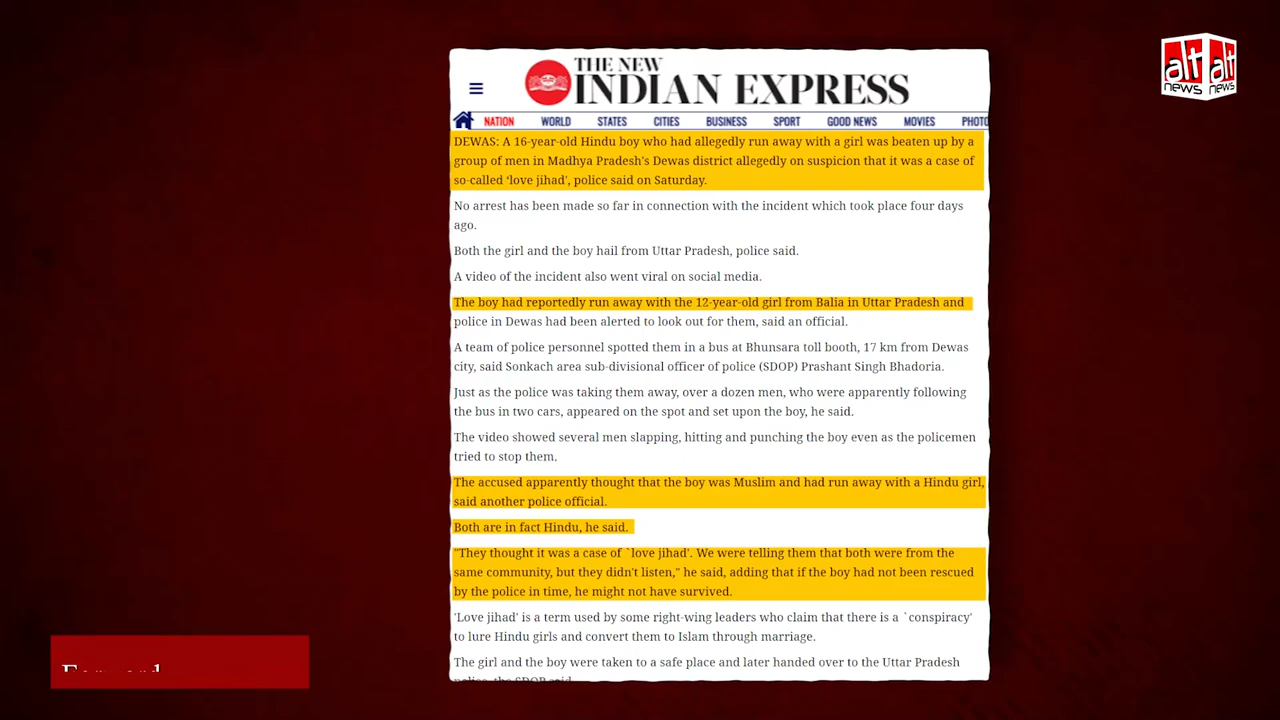 THE NEW
INDIAN EXPRESS
alt
news
alt
news
NATION WORLD STATES CITIES BUSINESS SPORT GOOD NEWS MOVIES PHOTO
DEWAS: A 16-year-old Hindu boy who had allegedly run away with a girl was beaten up by a
group of men in Madhya Pradesh's Dewas district allegedly on suspicion that it was a case of
so-called ‘love jihad', police said on Saturday.
No arrest has been made so far in connection with the incident which took place four days
ago.
Both the girl and the boy hail from Uttar Pradesh, police said.
A video of the incident also went viral on social media.
The boy had reportedly run away with the 12-year-old girl from Balia in Uttar Pradesh and
police in Dewas had been alerted to look out for them, said an official.
A team of police personnel spotted them in a bus at Bhunsara toll booth, 17 km from Dewas
city, said Sonkach area sub-divisional officer of police (SDOP) Prashant Singh Bhadoria.
Just as the police was taking them away, over a dozen men, who were apparently following
the bus in two cars, appeared on the spot and set upon the boy, he said.
The video showed several men slapping, hitting and punching the boy even as the policemen
tried to stop them.
The accused apparently thought that the boy was Muslim and had run away with a Hindu girl,
said another police official.
Both are in fact Hindu, he said.
"They thought it was a case of `love jihad'. We were telling them that both were from the
same community, but they didn't listen," he said, adding that if the boy had not been rescued
by the police in time, he might not have survived.
'Love jihad' is a term used by some right-wing leaders who claim that there is a `conspiracy'
to lure Hindu girls and convert them to Islam through marriage.
The girl and the boy were taken to a safe place and later handed over to the Uttar Pradesh
police, the SDOP said.